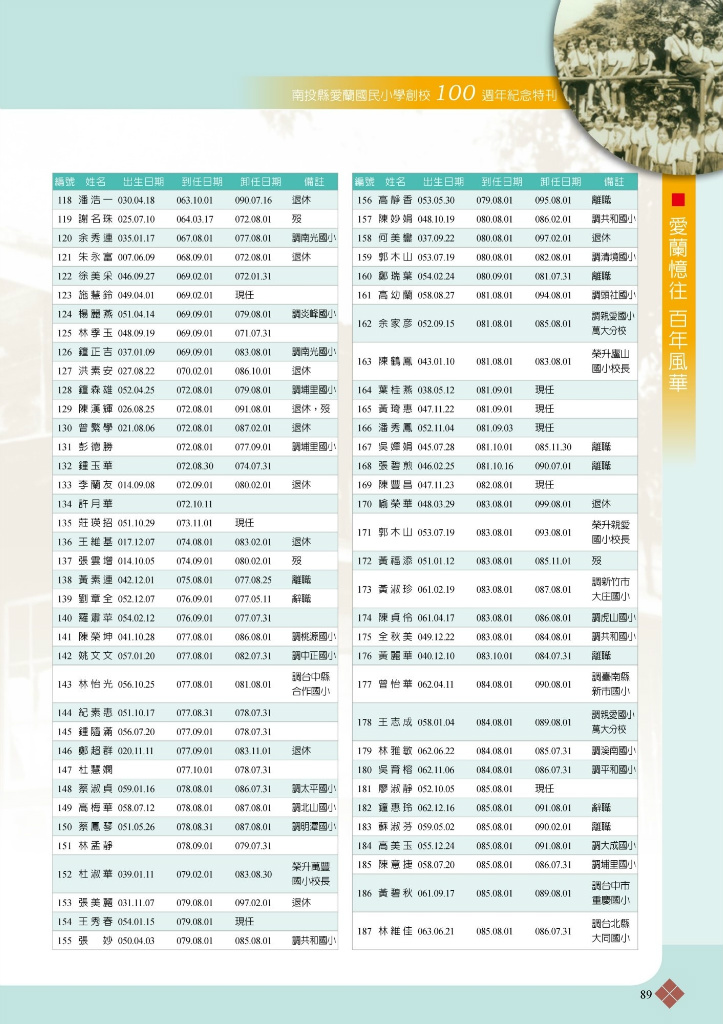 南投縣愛蘭國民小學創校 100 週年紀念特刊
愛蘭憶往 百年風華
編號 姓名 出生日期 到任日期 卸任日期 備註
118 潘浩一 030.04.18 063.10.01 090.07.16 退休
119 謝名珠 025.07.10 064.03.17 072.08.01 歿
120 余秀連 035.01.17 067.08.01 077.08.01 調南光國小
121 朱永富 007.06.09 068.09.01 072.08.01 退休
122 徐美采 046.09.27 069.02.01 072.01.31
123 施慧鈴 049.04.01 069.02.01 現任
124 楊麗燕 051.04.14 069.09.01 079.08.01 調炎峰國小
125 林季玉 048.09.19 069.09.01 071.07.31
126 鐘正吉 037.01.09 069.09.01 083.08.01 調南光國小
127 洪素安 027.08.22 070.02.01 086.10.01 退休
128 鐘森雄 052.04.25 072.08.01 079.08.01 調埔里國小
129 陳漢輝 026.08.25 072.08.01 091.08.01 退休，歿
130 曾繁學 021.08.06 072.08.01 087.02.01 退休
131 彭德勝 072.08.01 077.09.01 調埔里國小
132 鍾玉華 072.08.30 074.07.31
133 李蘭友 014.09.08 072.09.01 080.02.01 退休
134 許月華 072.10.11
135 莊瑛招 051.10.29 073.11.01 現任
136 王維基 017.12.07 074.08.01 083.02.01 退休
137 張雲增 014.10.05 074.09.01 080.02.01 歿
138 黃素連 042.12.01 075.08.01 077.08.25 離職
139 劉章全 052.12.07 076.09.01 077.05.11 辭職
140 羅肅苹 054.02.12 076.09.01 077.07.31
141 陳榮坤 041.10.28 077.08.01 086.08.01 調桃源國小
142 姚文文 057.01.20 077.08.01 082.07.31 調中正國小
143 林怡光 056.10.25 077.08.01 081.08.01 調台中縣
合作國小
144 紀素惠 051.10.17 077.08.31 078.07.31
145 鍾隨滿 056.07.20 077.09.01 078.07.31
146 鄭超群 020.11.11 077.09.01 083.11.01 退休
147 杜慧嫻 077.10.01 078.07.31
148 蔡淑貞 059.01.16 078.08.01 086.07.31 調太平國小
149 高梅華 058.07.12 078.08.01 087.08.01 調北山國小
150 蔡鳳琴 051.05.26 078.08.31 087.08.01 調明潭國小
151 林孟靜 078.09.01 079.07.31
152 杜淑華 039.01.11 079.02.01 083.08.30 榮升萬豐
國小校長
153 張美麗 031.11.07 079.08.01 097.02.01 退休
154 王秀春 054.01.15 079.08.01 現任
155 張妙 050.04.03 079.08.01 085.08.01 調共和國小
編號 姓名 出生日期 到任日期 卸任日期 備註
156 高靜香 053.05.30 079.08.01 095.08.01 離職
157 陳妙娟 048.10.19 080.08.01 086.02.01 調共和國小
158 何美鸞 037.09.22 080.08.01 097.02.01 退休
159 郭木山 053.07.19 080.08.01 082.08.01 調清境國小
160 鄭瑞葉 054.02.24 080.09.01 081.07.31 離職
161 高幼蘭 058.08.27 081.08.01 094.08.01 調頭社國小
162 余家彥 052.09.15 081.08.01 085.08.01 調親愛國小
萬大分校
163 陳鶴鳳 043.01.10 081.08.01 083.08.01 榮升廬山
國小校長
164 葉桂燕 038.05.12 081.09.01 現任
165 黃琦惠 047.11.22 081.09.01 現任
166 潘秀鳳 052.11.04 081.09.03 現任
167 吳嫦娟 045.07.28 081.10.01 085.11.30 離職
168 張碧煎 046.02.25 081.10.16 090.07.01 離職
169 陳豐昌 047.11.23 082.08.01 現任
170 喻榮華 048.03.29 083.08.01 099.08.01 退休
171 郭木山 053.07.19 083.08.01 093.08.01 榮升親愛
國小校長
172 黃福添 051.01.12 083.08.01 085.11.01 歿
173 黃淑珍 061.02.19 083.08.01 087.08.01 調新竹市
大庄國小
174 陳貞伶 061.04.17 083.08.01 086.08.01 調虎山國小
175 全秋美 049.12.22 083.08.01 084.08.01 調共和國小
176 黃麗華 040.12.10 083.10.01 084.07.31 離職
177 曾怡華 062.04.11 084.08.01 090.08.01 調臺南縣
新市國小
178 王志成 058.01.04 084.08.01 089.08.01 調親愛國小
萬大分校
179 林雅敏 062.06.22 084.08.01 085.07.31 調溪南國小
180 吳育榕 062.11.06 084.08.01 086.07.31 調平和國小
181 廖淑靜 052.10.05 085.08.01 現任
182 鐘惠玲 062.12.16 085.08.01 091.08.01 辭職
183 蘇淑芬 059.05.02 085.08.01 090.02.01 離職
184 高美玉 055.12.24 085.08.01 091.08.01 調大成國小
185 陳意捷 058.07.20 085.08.01 086.07.31 調埔里國小
186 黃碧秋 061.09.17 085.08.01 089.08.01 調台中市
重慶國小
187 林維佳 063.06.21 085.08.01 086.07.31 調台北縣
大同國小
89